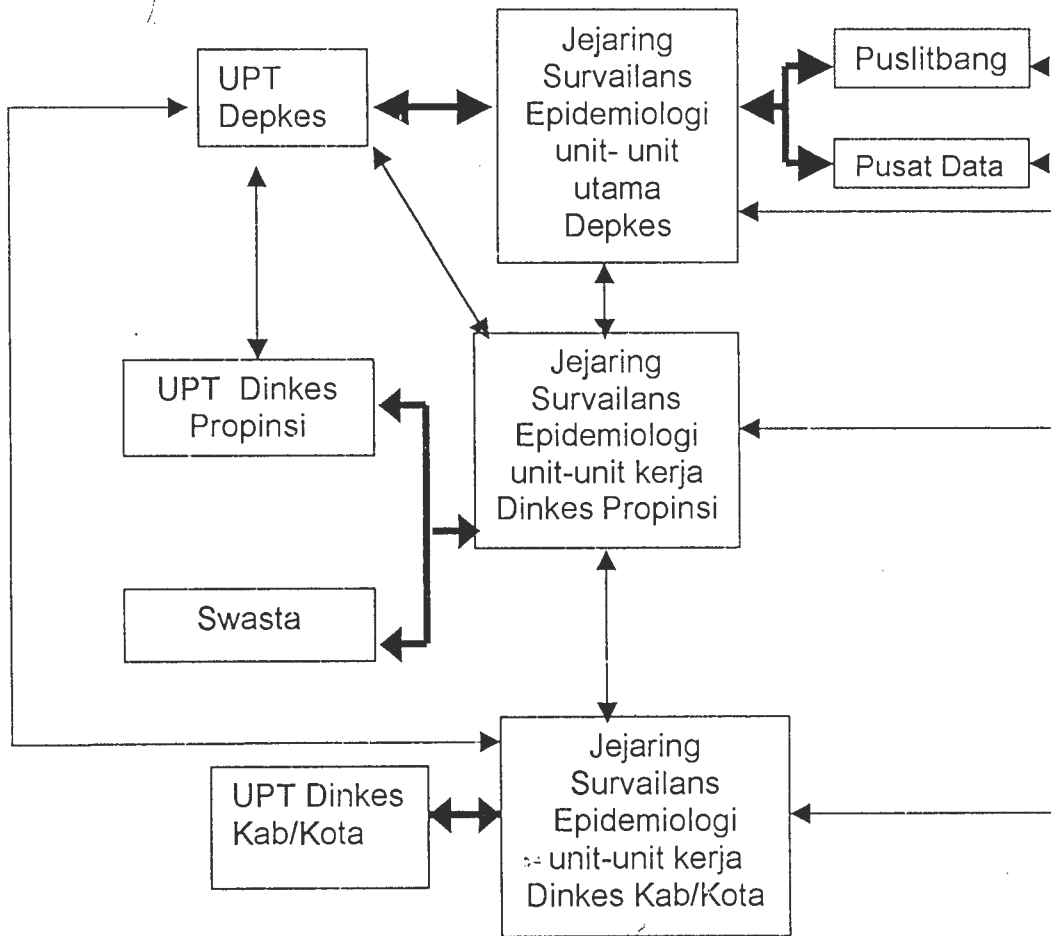 UPT
Depkes
Jejaring
Survailans
Epidemiologi
unit- unit
utama
Depkes
Puslitbang
Pusat Data
UPT Dinkes
Propinsi
Jejaring
Survailans
Epidemiologi
unit-unit kerja
Dinkes Propinsi
Swasta
UPT Dinkes
Kab/Kota
Jejaring
Survailans
Epidemiologi
unit-unit kerja
Dinkes Kab/Kota